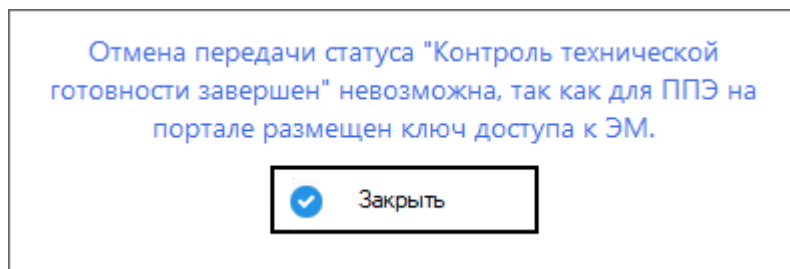 Отмена передачи статуса "Контроль технической
готовности завершен" невозможна, так как для ППЭ на
портале размещен ключ доступа к ЭМ.
Закрыть